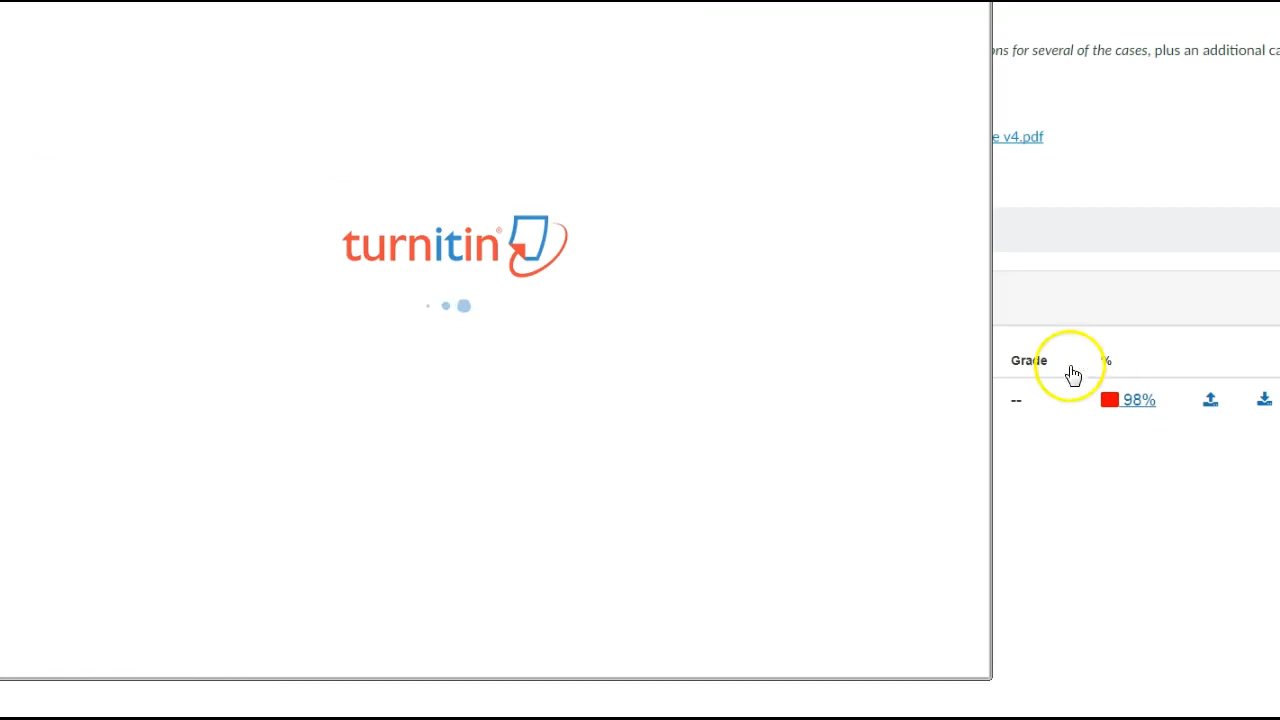 ons for several of the cases, plus an additional ca
e v4.pdf
turnitin®
Grade %
-- 98%